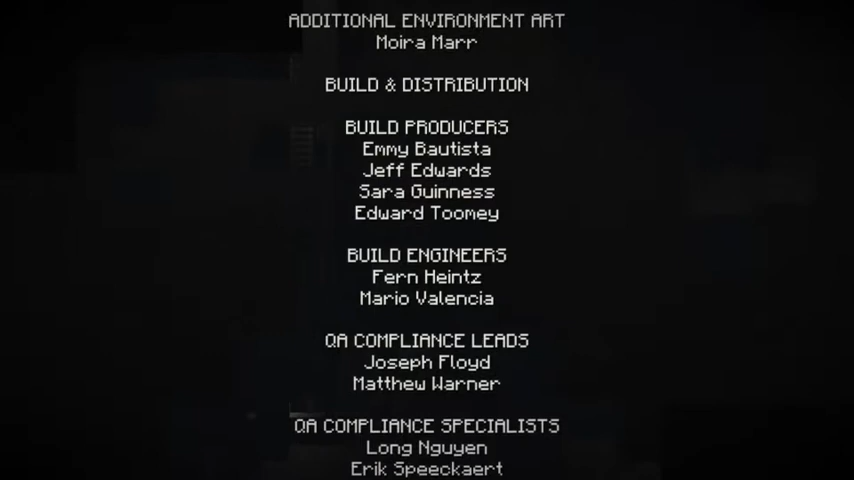 ADDITIONAL ENVIRONMENT ART
Moira Marr
BUILD & DISTRIBUTION
BUILD PRODUCERS
Emmy Bautista
Jeff Edwards
Sara Guinness
Edward Toomey
BUILD ENGINEERS
Fern Heintz
Mario Valencia
QA COMPLIANCE LEADS
Joseph Floyd
Matthew Warner
QA COMPLIANCE SPECIALISTS
Long Nguyen
Erik Speeckaert